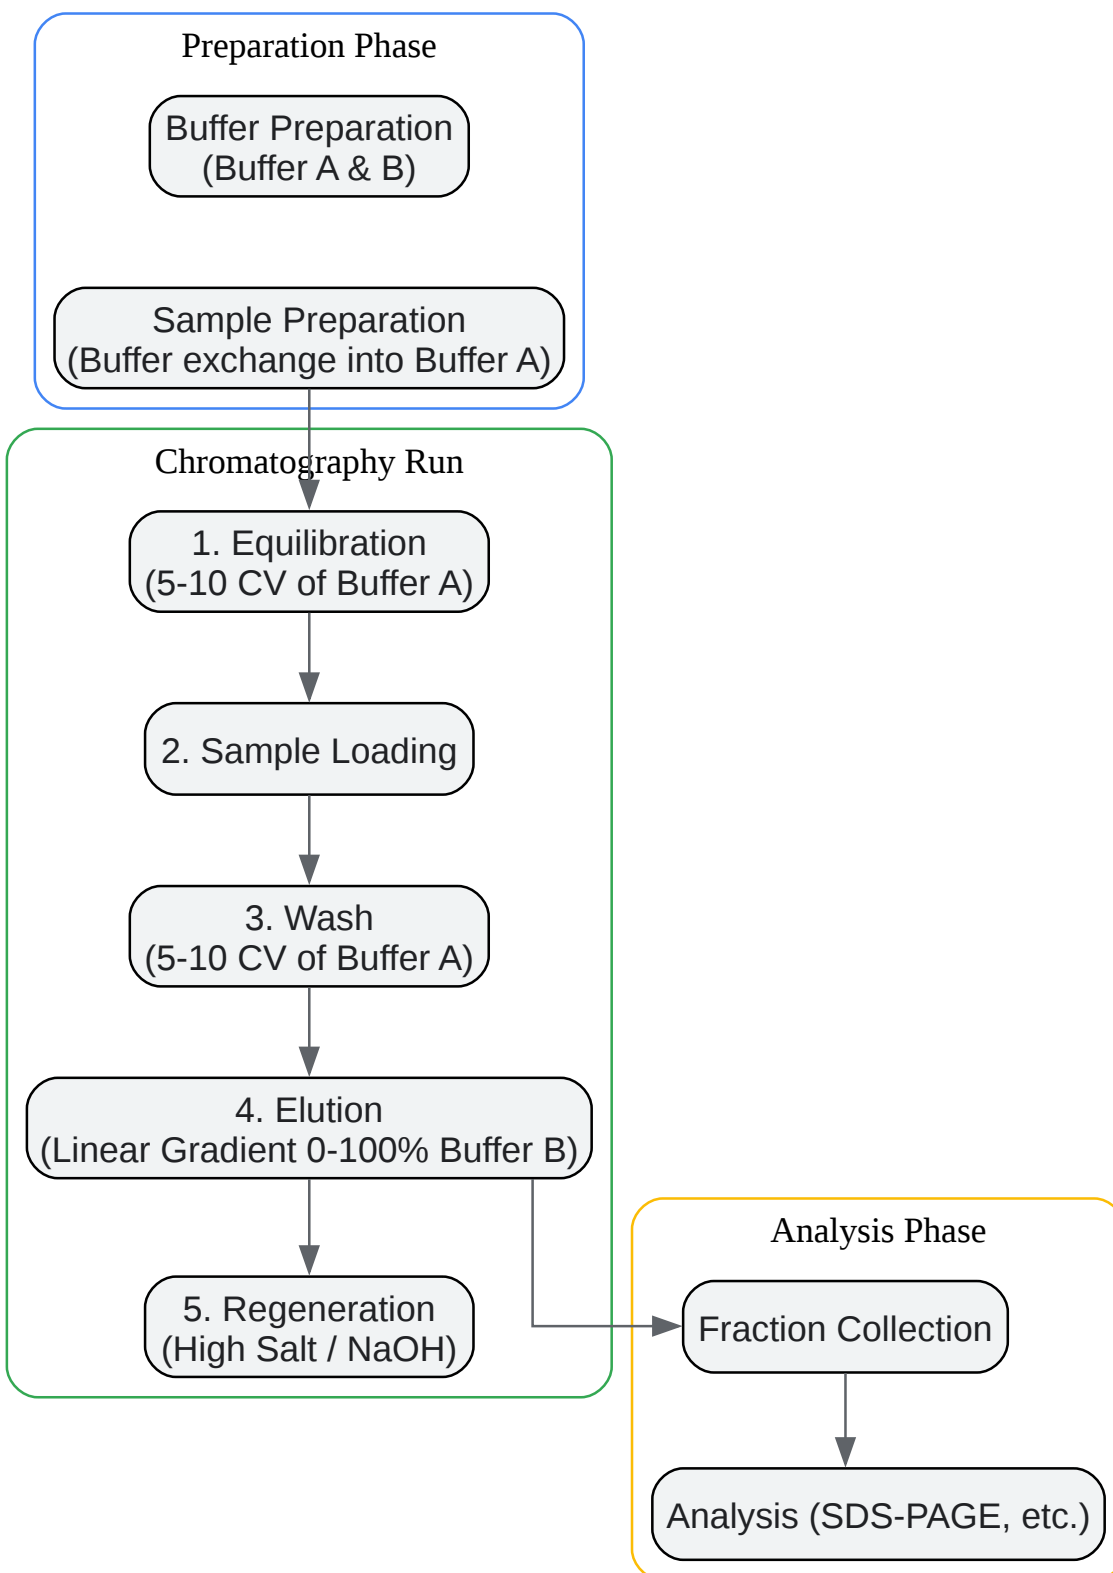 Preparation Phase
Buffer Preparation
(Buffer A & B)
Sample Preparation
(Buffer exchange into Buffer A)
Chromatography Run
1. Equilibration
(5-10 CV of Buffer A)
2. Sample Loading
3. Wash
(5-10 CV of Buffer A)
4. Elution
(Linear Gradient 0-100% Buffer B)
5. Regeneration
(High Salt / NaOH)
Analysis Phase
Fraction Collection
Analysis (SDS-PAGE, etc.)